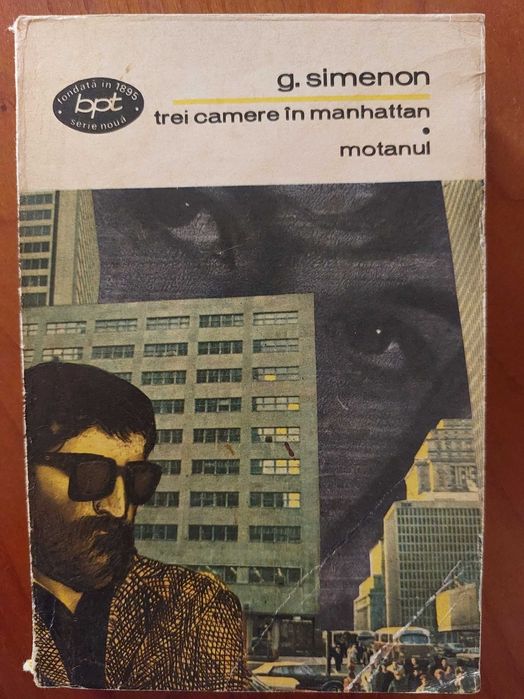 fondată în 1895
bpt
serie nouă
g. simenon
trei camere în manhattan
motanul